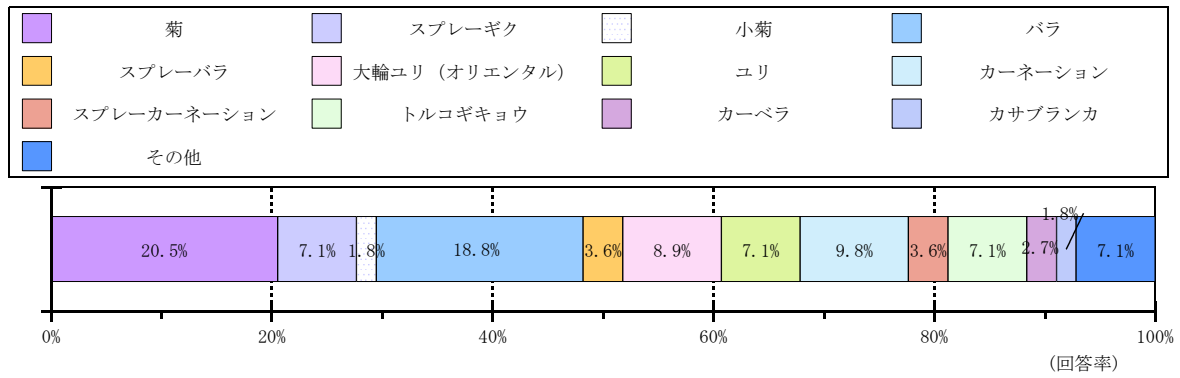 菊 スプレーギク 小菊 バラ
スプレーバラ 大輪ユリ（オリエンタル） ユリ カーネーション
スプレーカーネーション トルコギキョウ カーベラ カサブランカ
その他
1.8%
20.5% 7.1% 1.8% 18.8% 3.6% 8.9% 7.1% 9.8% 3.6% 7.1% 2.7% 7.1%
0% 20% 40% 60% 80% 100%
(回答率)